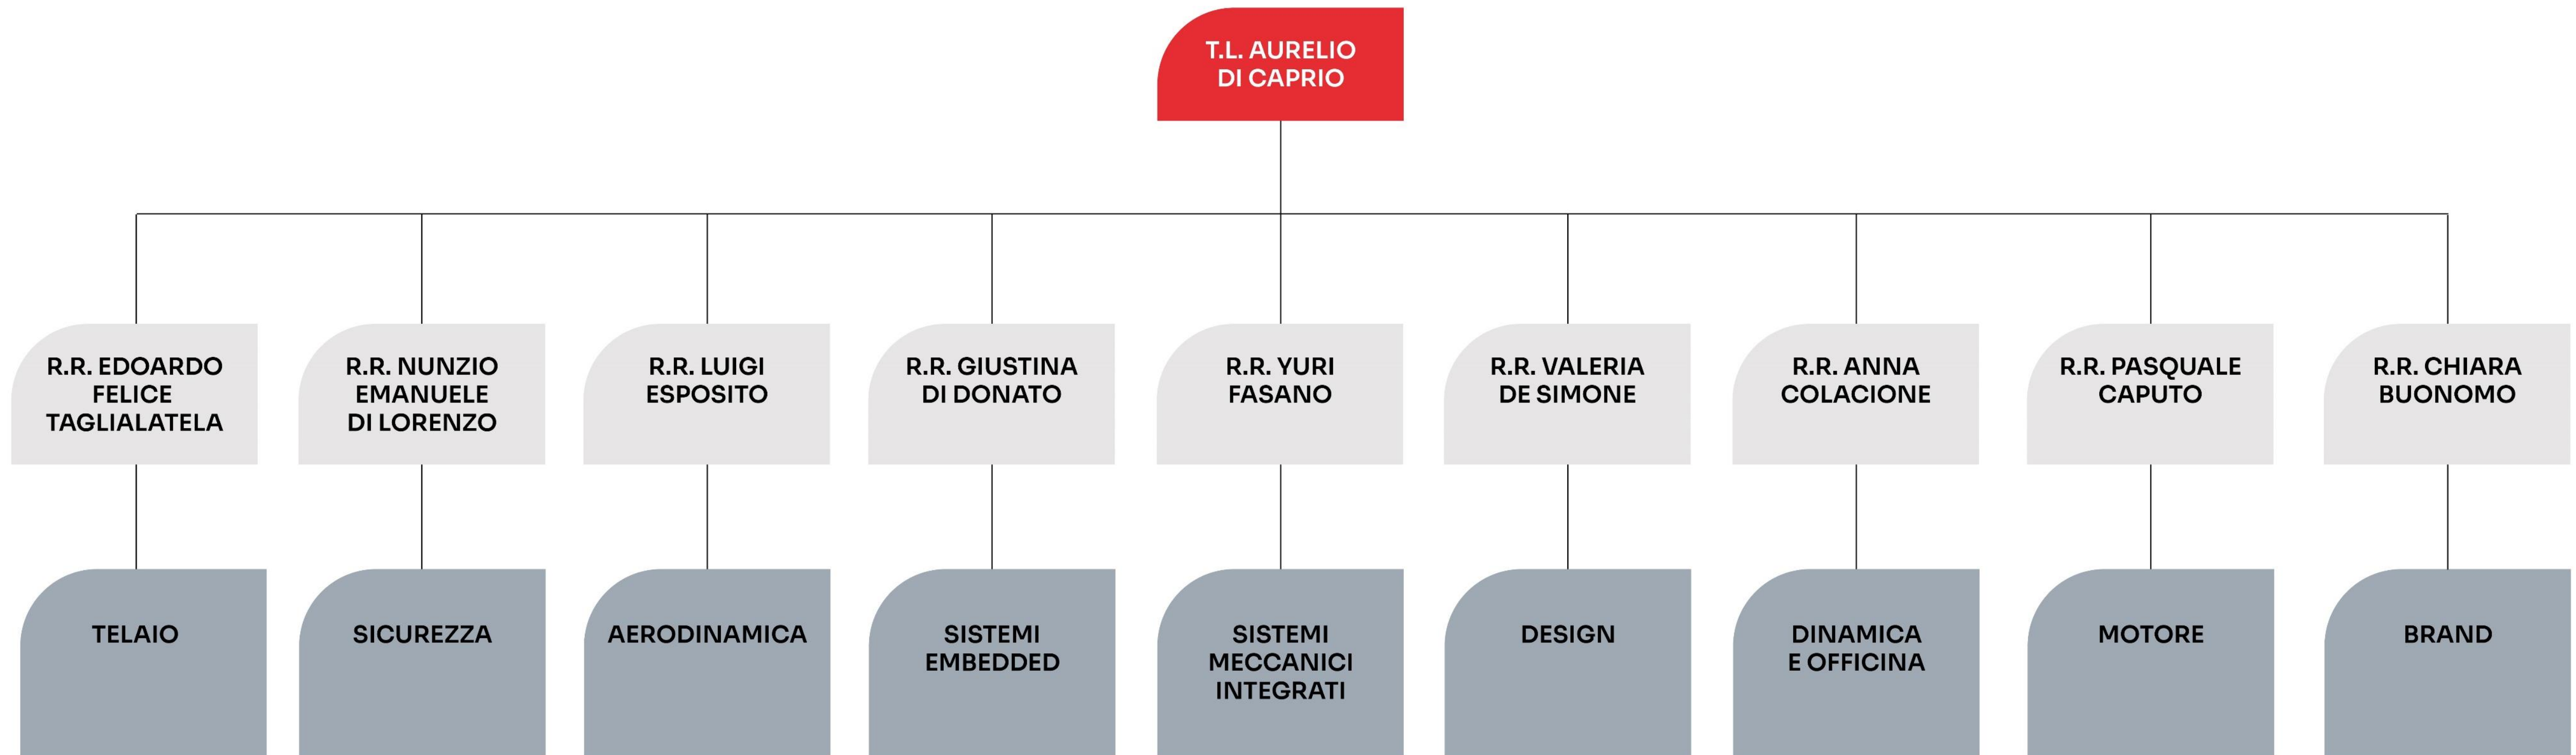 T.L. AURELIO
DI CAPRIO
R.R. EDOARDO
FELICE
TAGLIALATELA
R.R. NUNZIO
EMANUELE
DI LORENZO
R.R. LUIGI
ESPOSITO
R.R. GIUSTINA
DI DONATO
R.R. YURI
FASANO
R.R. VALERIA
DE SIMONE
R.R. ANNA
COLACIONE
R.R. PASQUALE
CAPUTO
R.R. CHIARA
BUONOMO
TELAIO
SICUREZZA
AERODINAMICA
SISTEMI
EMBEDDED
SISTEMI
MECCANICI
INTEGRATI
DESIGN
DINAMICA
E OFFICINA
MOTORE
BRAND